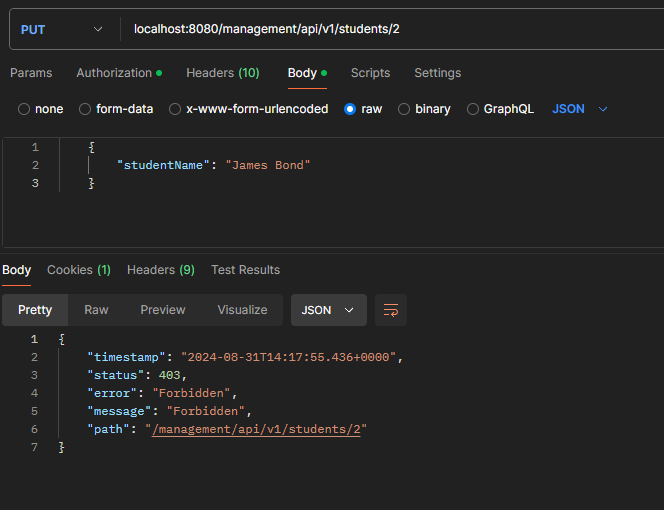 PUT localhost:8080/management/api/v1/students/2
Params Authorization Headers (10) Body Scripts Settings
none form-data x-www-form-urlencoded raw binary GraphQL JSON
1 {
2 "studentName": "James Bond"
3 }
Body Cookies (1) Headers (9) Test Results
Pretty Raw Preview Visualize JSON
1 {
2 "timestamp": "2024-08-31T14:17:55.436+0000",
3 "status": 403,
4 "error": "Forbidden",
5 "message": "Forbidden",
6 "path": "/management/api/v1/students/2"
7 }